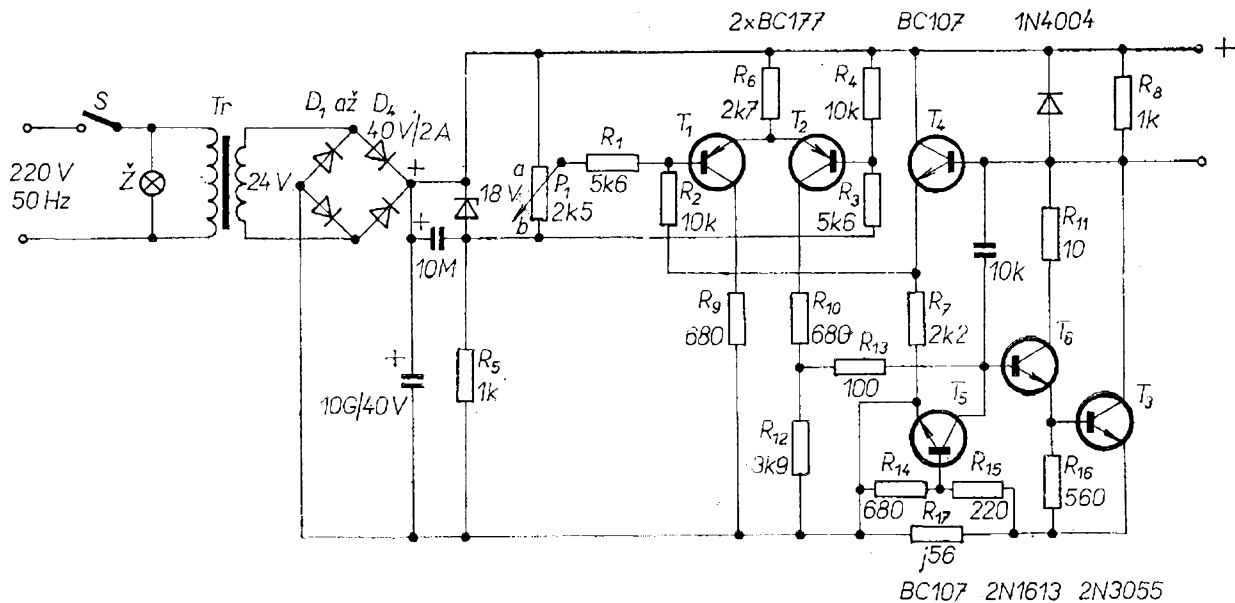 2xBC177 BC107 1N4004
S Tr D1 až D4
40V/2A
220 V
50 Hz
Ž
24 V
+
18 V
a
P1
2k5
b
R1
5k6
R2
10k
T1
R6
2k7
T2
R4
10k
R3
5k6
T4
R8
1k
+
R11
10
10k
+
10M
+
10G/40V
R5
1k
R9
680
R10
680
R13
100
R7
2k2
T6
T5
T3
R12
3k9
R14
680
R15
220
R16
560
R17
j56
BC107 2N1613 2N3055